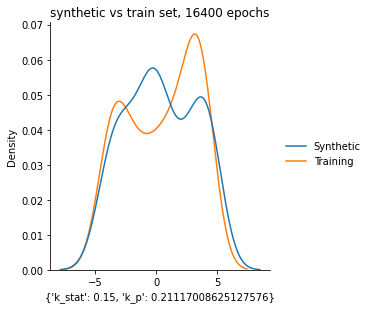 synthetic vs train set, 16400 epochs
0.07
0.06
0.05
0.04
0.03
0.02
0.01
0.00
Density
−5
0
5
{'k_stat': 0.15, 'k_p': 0.21117008625127576}
Synthetic
Training